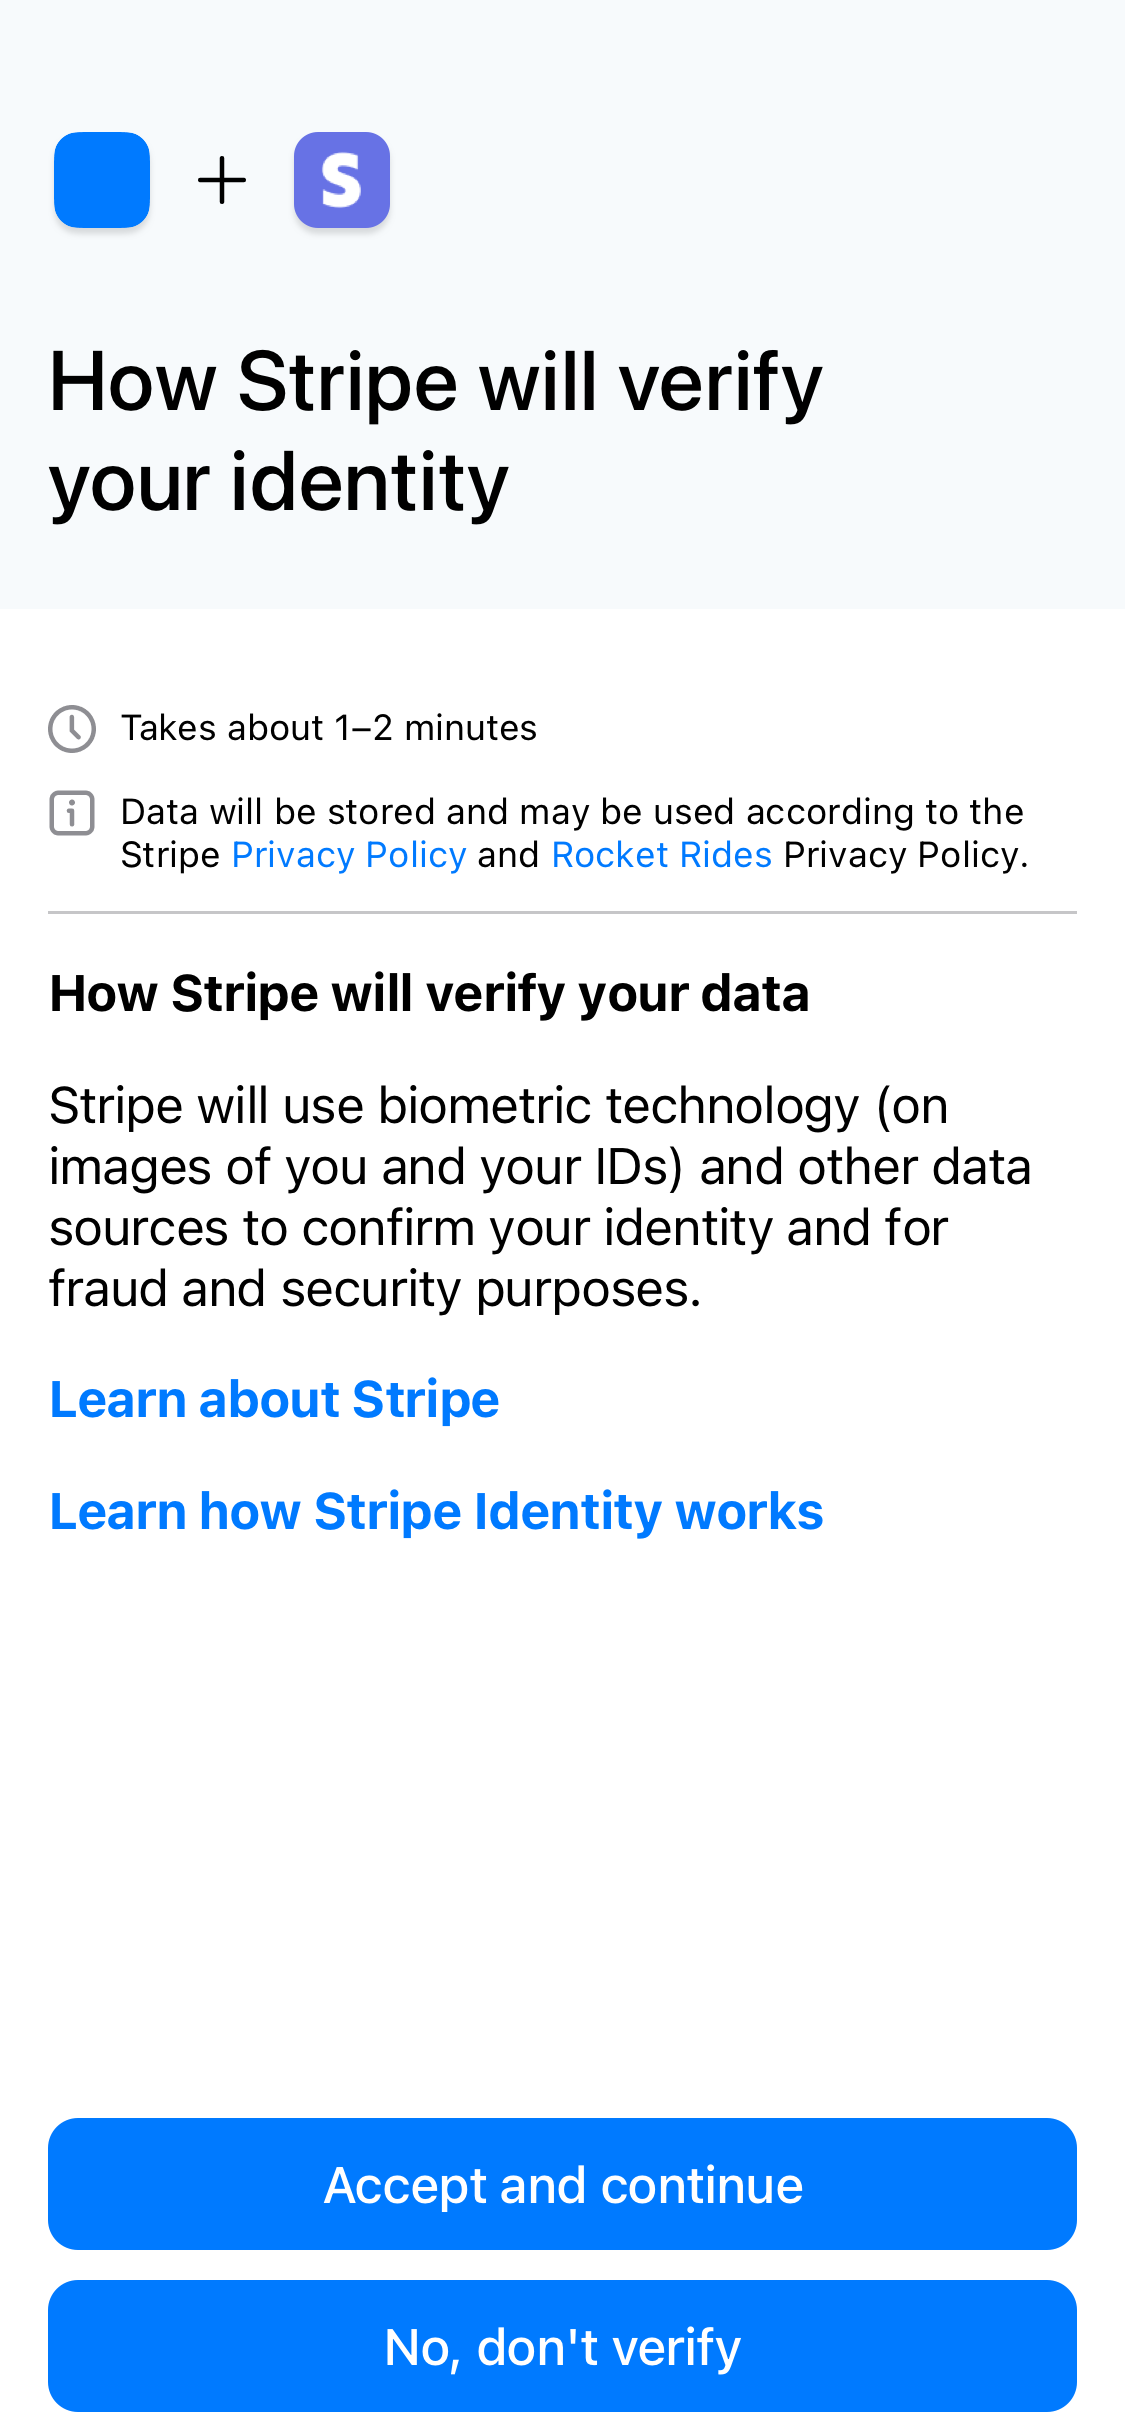 S
How Stripe will verify
your identity
Takes about 1–2 minutes
Data will be stored and may be used according to the
Stripe Privacy Policy and Rocket Rides Privacy Policy.
How Stripe will verify your data
Stripe will use biometric technology (on
images of you and your IDs) and other data
sources to confirm your identity and for
fraud and security purposes.
Learn about Stripe
Learn how Stripe Identity works
Accept and continue
No, don't verify